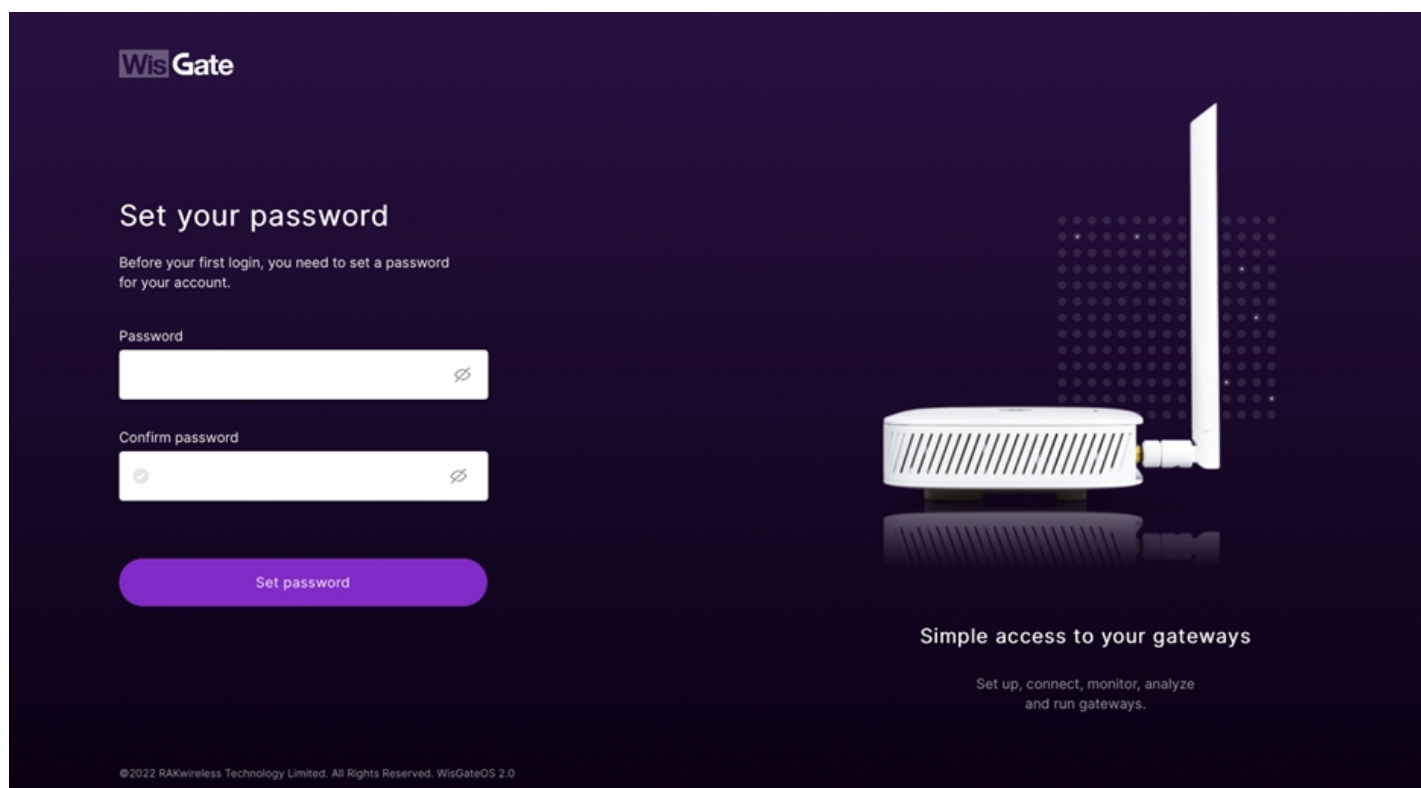 WisGate
Set your password
Before your first login, you need to set a password
for your account.
Password
Confirm password
Set password
Simple access to your gateways
Set up, connect, monitor, analyze
and run gateways.
©2022 RAKwireless Technology Limited. All Rights Reserved. WisGateOS 2.0